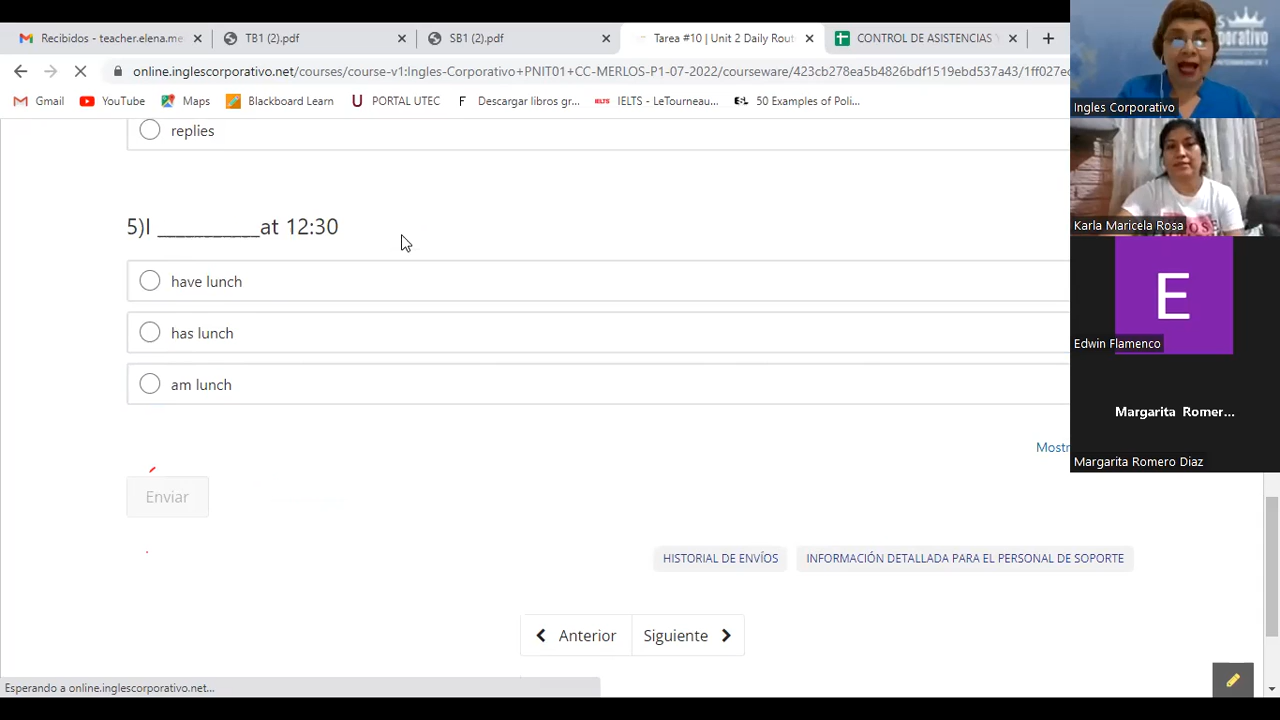 Recibidos - teacher.elena.me
TB1 (2).pdf
SB1 (2).pdf
Tarea #10 | Unit 2 Daily Rout
CONTROL DE ASISTENCIAS
online.inglescorporativo.net/courses/course-v1:Ingles-Corporativo+PNIT01+CC-MERLOS-P1-07-2022/courseware/423cb278ea5b4826bdf1519ebd537a43/1ff027ec
Gmail
YouTube
Maps
Blackboard Learn
PORTAL UTEC
Descargar libros gr...
IELTS - LeTourneau...
50 Examples of Pol...
replies
5)I __________at 12:30
have lunch
has lunch
am lunch
Mostr
Enviar
HISTORIAL DE ENVÍOS
INFORMACIÓN DETALLADA PARA EL PERSONAL DE SOPORTE
Anterior
Siguiente
Esperando a online.inglescorporativo.net...
Ingles Corporativo
Karla Maricela Rosa
E
Edwin Flamenco
Margarita Romer...
Margarita Romero Diaz